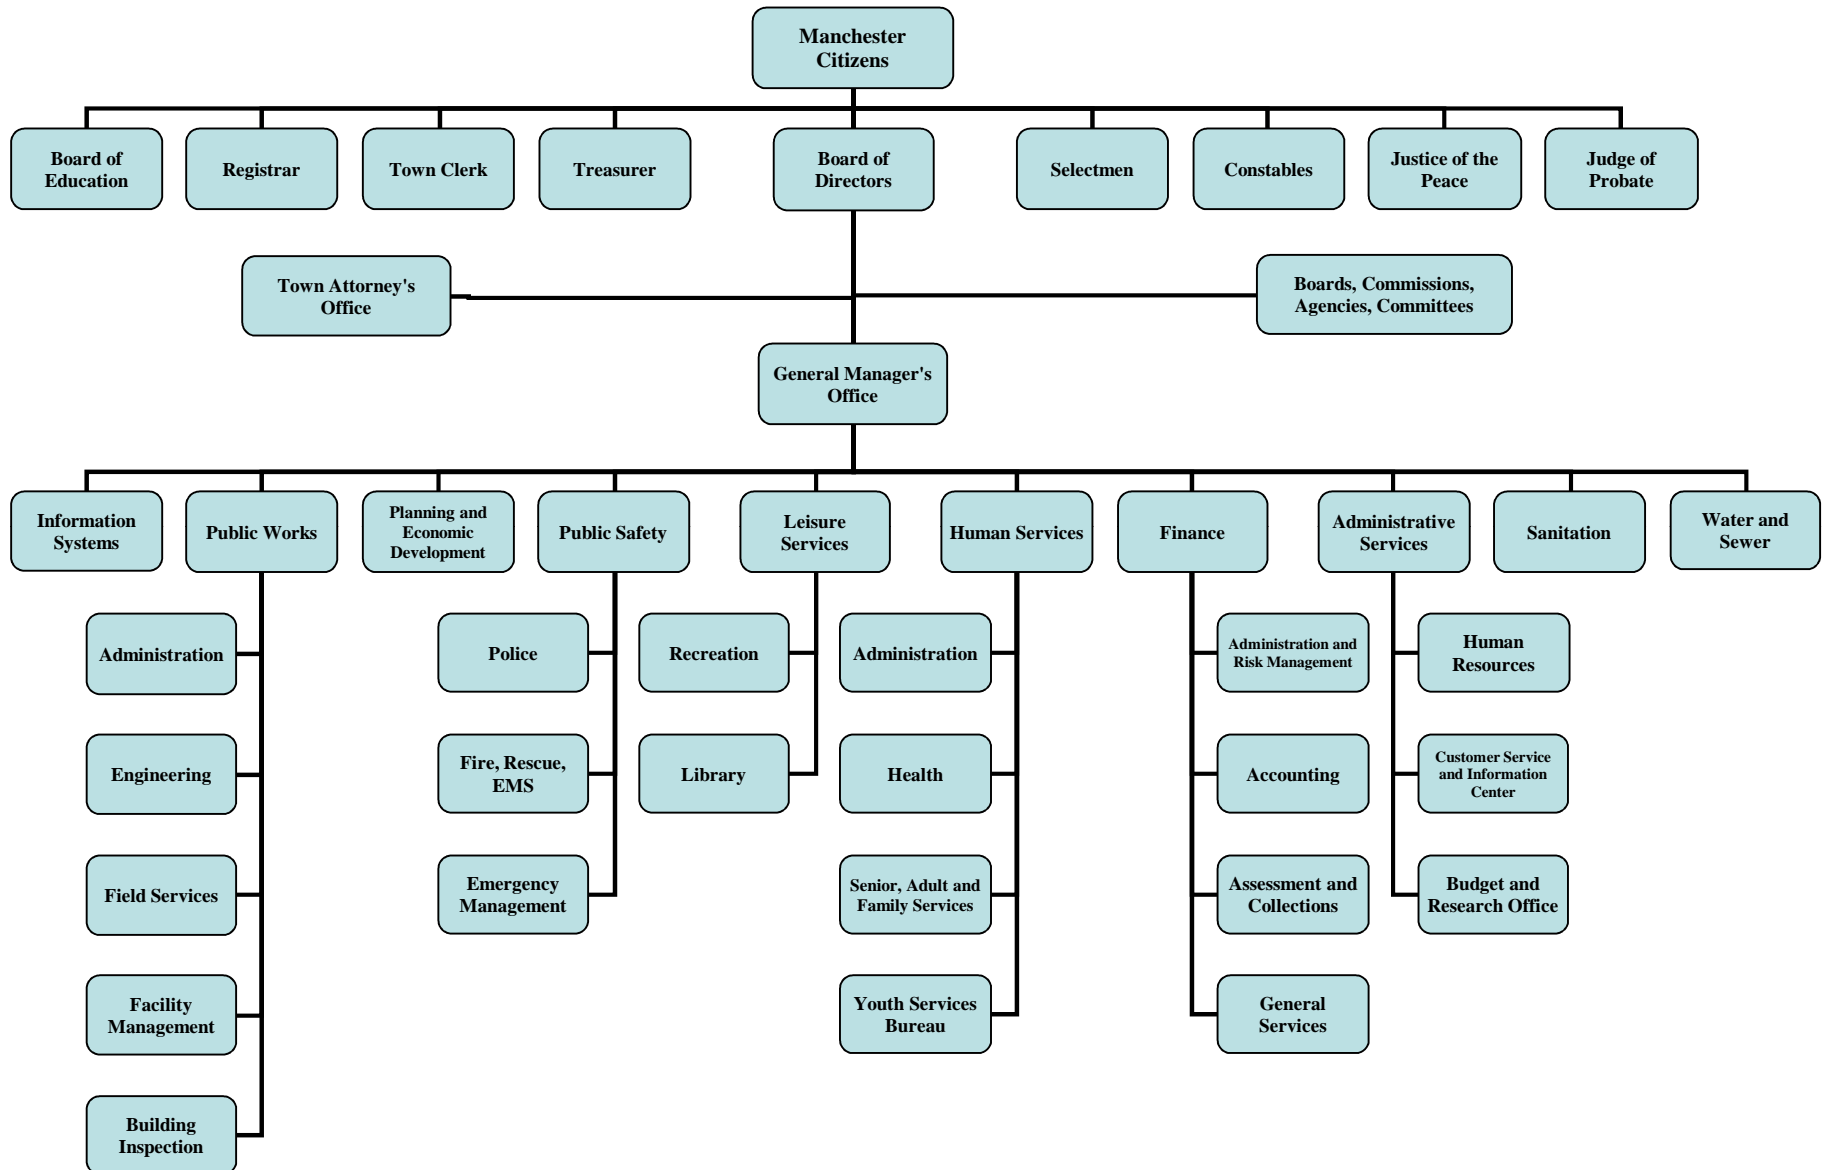 Manchester
Citizens
Board of
Education
Registrar
Town Clerk
Treasurer
Board of
Directors
Selectmen
Constables
Justice of the
Peace
Judge of
Probate
Town Attorney's
Office
Boards, Commissions,
Agencies, Committees
General Manager's
Office
Information
Systems
Public Works
Planning and
Economic
Development
Public Safety
Leisure
Services
Human Services
Finance
Administrative
Services
Sanitation
Water and
Sewer
Administration
Engineering
Field Services
Facility
Management
Building
Inspection
Police
Fire, Rescue,
EMS
Emergency
Management
Recreation
Library
Administration
Health
Senior, Adult and
Family Services
Youth Services
Bureau
Administration and
Risk Management
Accounting
Assessment and
Collections
General
Services
Human
Resources
Customer Service
and Information
Center
Budget and
Research Office